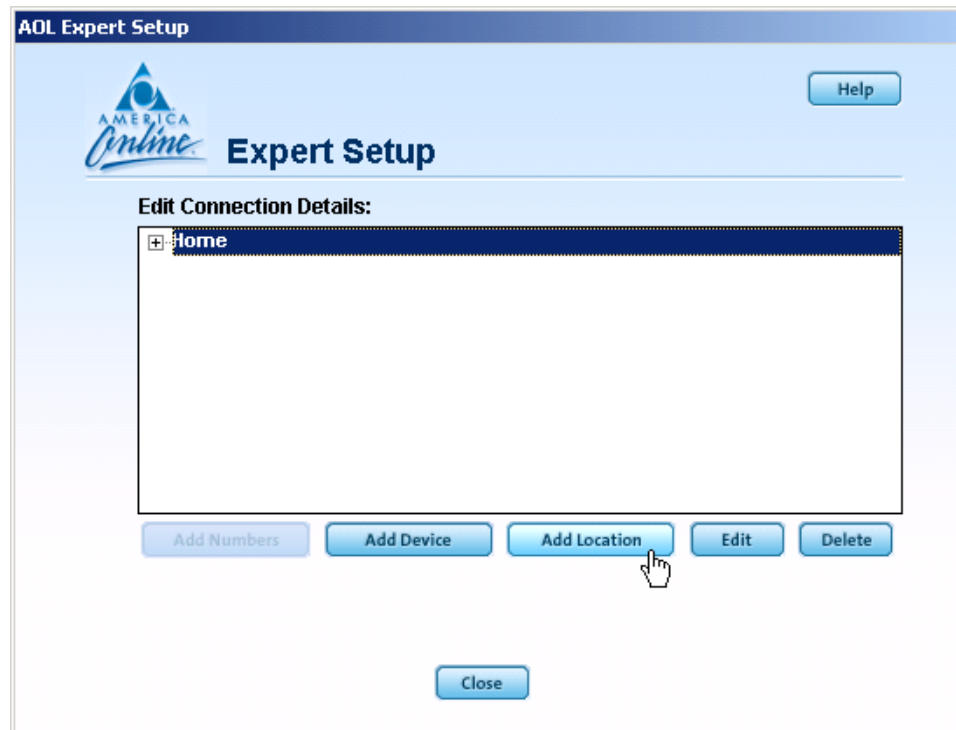 AOL Expert Setup
Help
AMERICA
Online
Expert Setup
Edit Connection Details:
Home
Add Numbers
Add Device
Add Location
Edit
Delete
Close